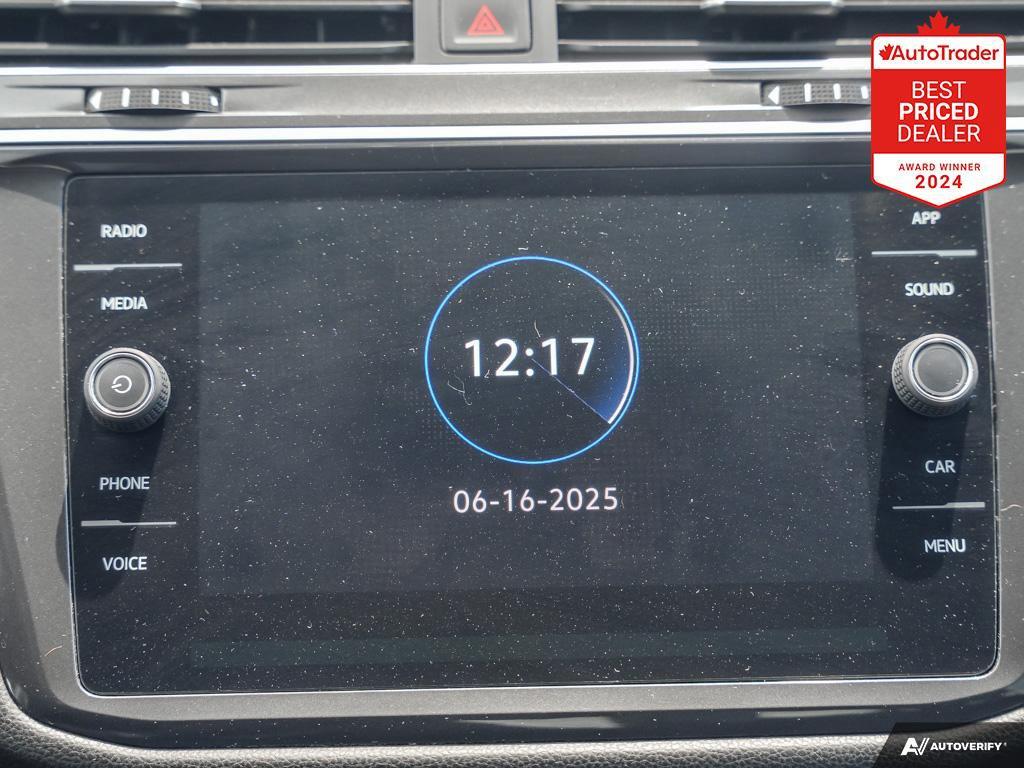 AutoTrader
BEST
PRICED
DEALER
AWARD WINNER
2024
RADIO
MEDIA
PHONE
VOICE
12:17
06-16-2025
APP
SOUND
CAR
MENU
AUTOVERIFY